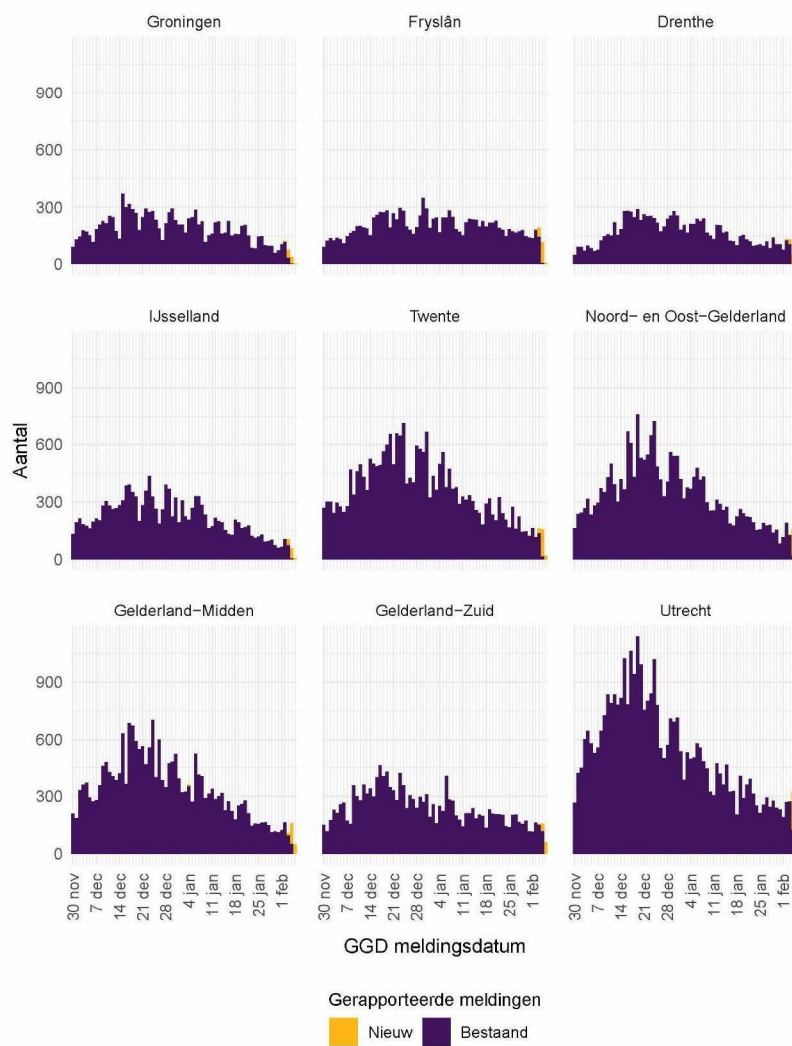 Groningen
Fryslân
Drenthe
900
600
300
0
IJsselland
Twente
Noord- en Oost-Gelderland
900
600
300
0
Aantal
Gelderland-Midden
Gelderland-Zuid
Utrecht
900
600
300
0
30 nov
7 dec
14 dec
21 dec
28 dec
4 jan
11 jan
18 jan
25 jan
1 feb
30 nov
7 dec
14 dec
21 dec
28 dec
4 jan
11 jan
18 jan
25 jan
1 feb
30 nov
7 dec
14 dec
21 dec
28 dec
4 jan
11 jan
18 jan
25 jan
1 feb
GGD meldingsdatum
Gerapporteerde meldingen
Nieuw
Bestaand